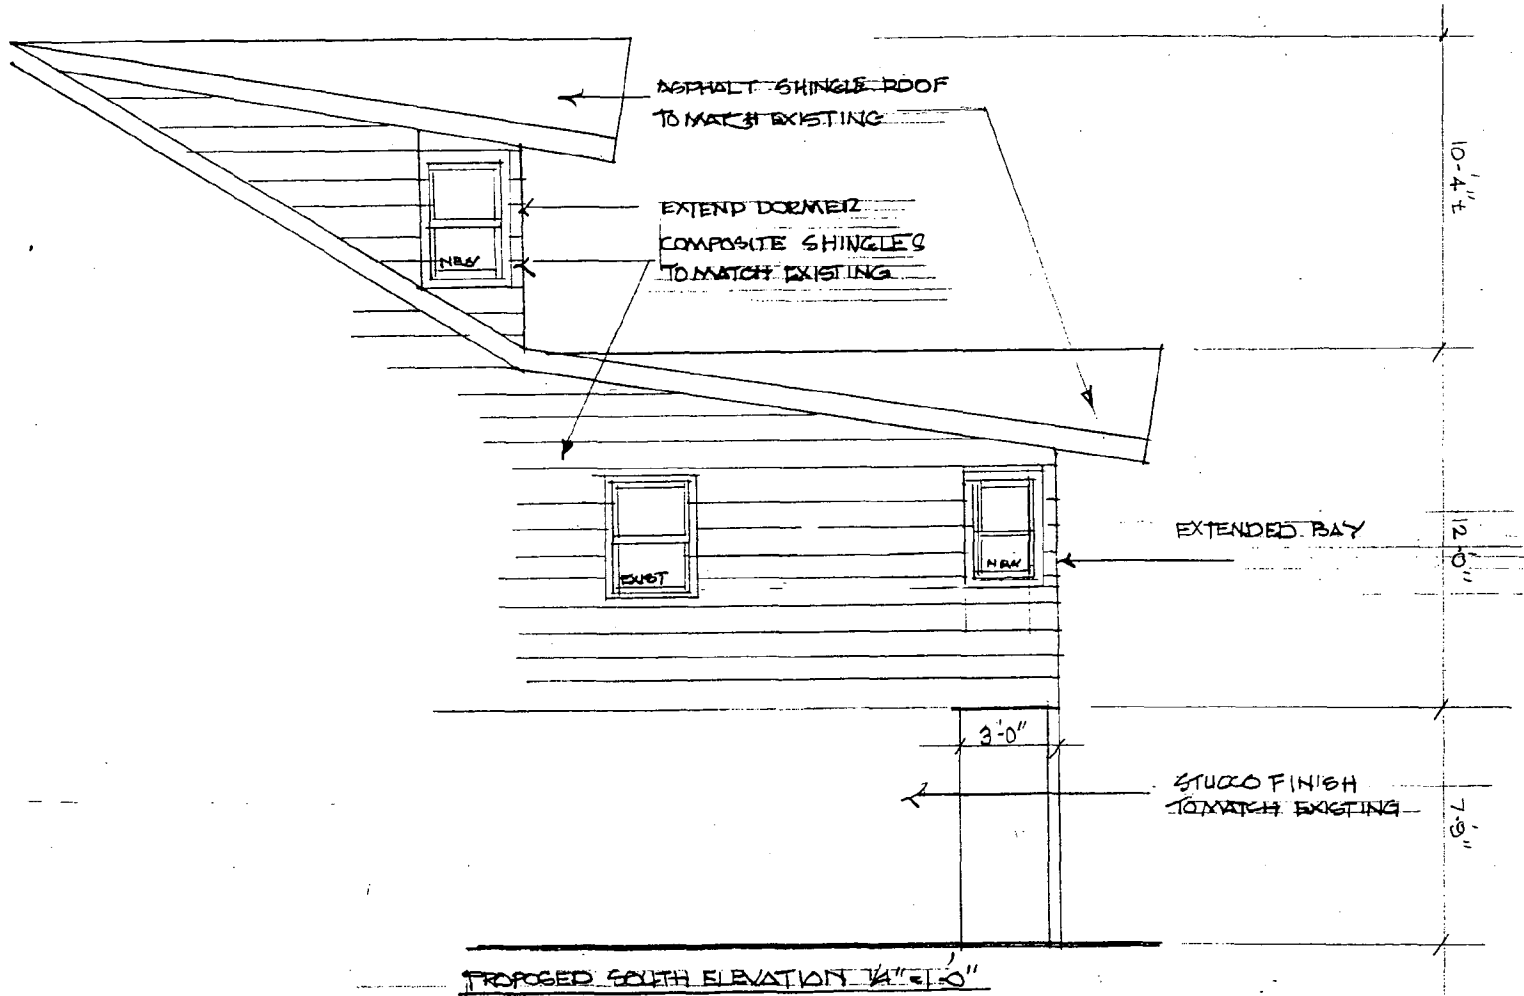 ASPHALT SHINGLE ROOF
TO MATCH EXISTING
10'-4"±
EXTEND DORMER
COMPOSITE SHINGLES
TO MATCH EXISTING
NEW
EXTENDED BAY
12'-0"
EXIST
NEW
3'-0"
STUCCO FINISH
TO MATCH EXISTING
7'-9"
PROPOSED SOUTH ELEVATION 1/4" = 1'-0"